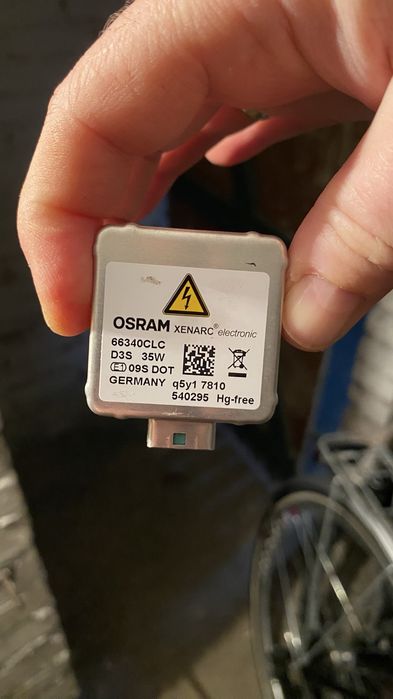 OSRAM XENARC® electronic
66340CLC
D3S 35W
E1 09S DOT
GERMANY q5y1 7810
540295 Hg-free